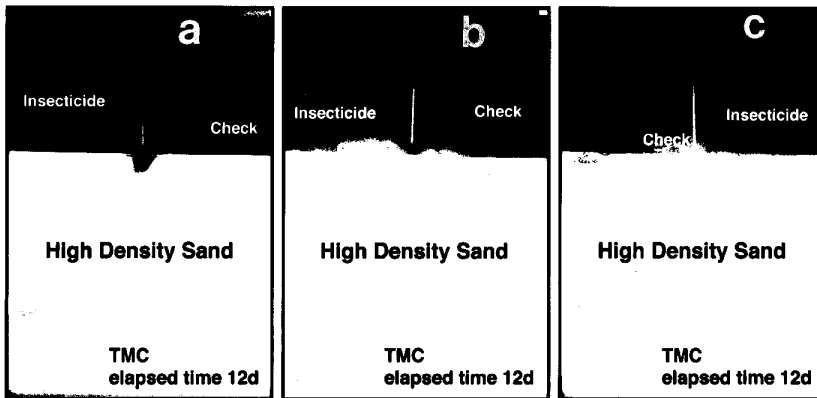 a
Insecticide
Check
High Density Sand
TMC
elapsed time 12d
b
Insecticide
Check
High Density Sand
TMC
elapsed time 12d
c
Insecticide
Check
High Density Sand
TMC
elapsed time 12d